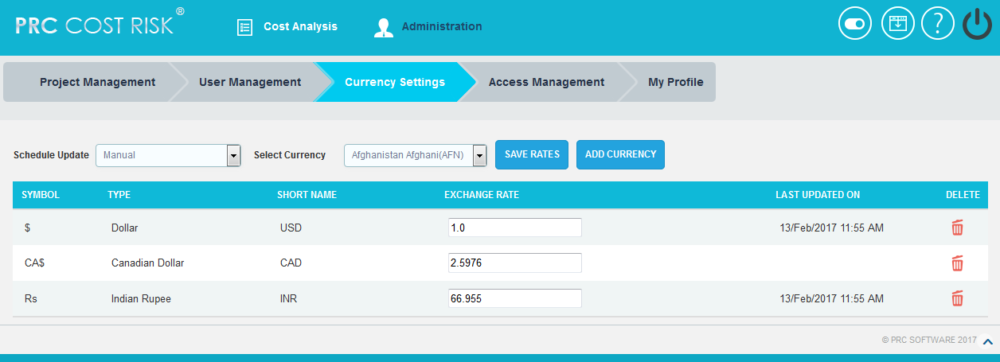 PRC COST RISK®
Cost Analysis
Administration
?
Project Management
User Management
Currency Settings
Access Management
My Profile
Schedule Update Manual Select Currency Afghanistan Afghani(AFN) SAVE RATES ADD CURRENCY
SYMBOL TYPE SHORT NAME EXCHANGE RATE LAST UPDATED ON DELETE
$ Dollar USD 1.0 13/Feb/2017 11:55 AM
CA$ Canadian Dollar CAD 2.5976
Rs Indian Rupee INR 66.955 13/Feb/2017 11:55 AM
© PRC SOFTWARE 2017